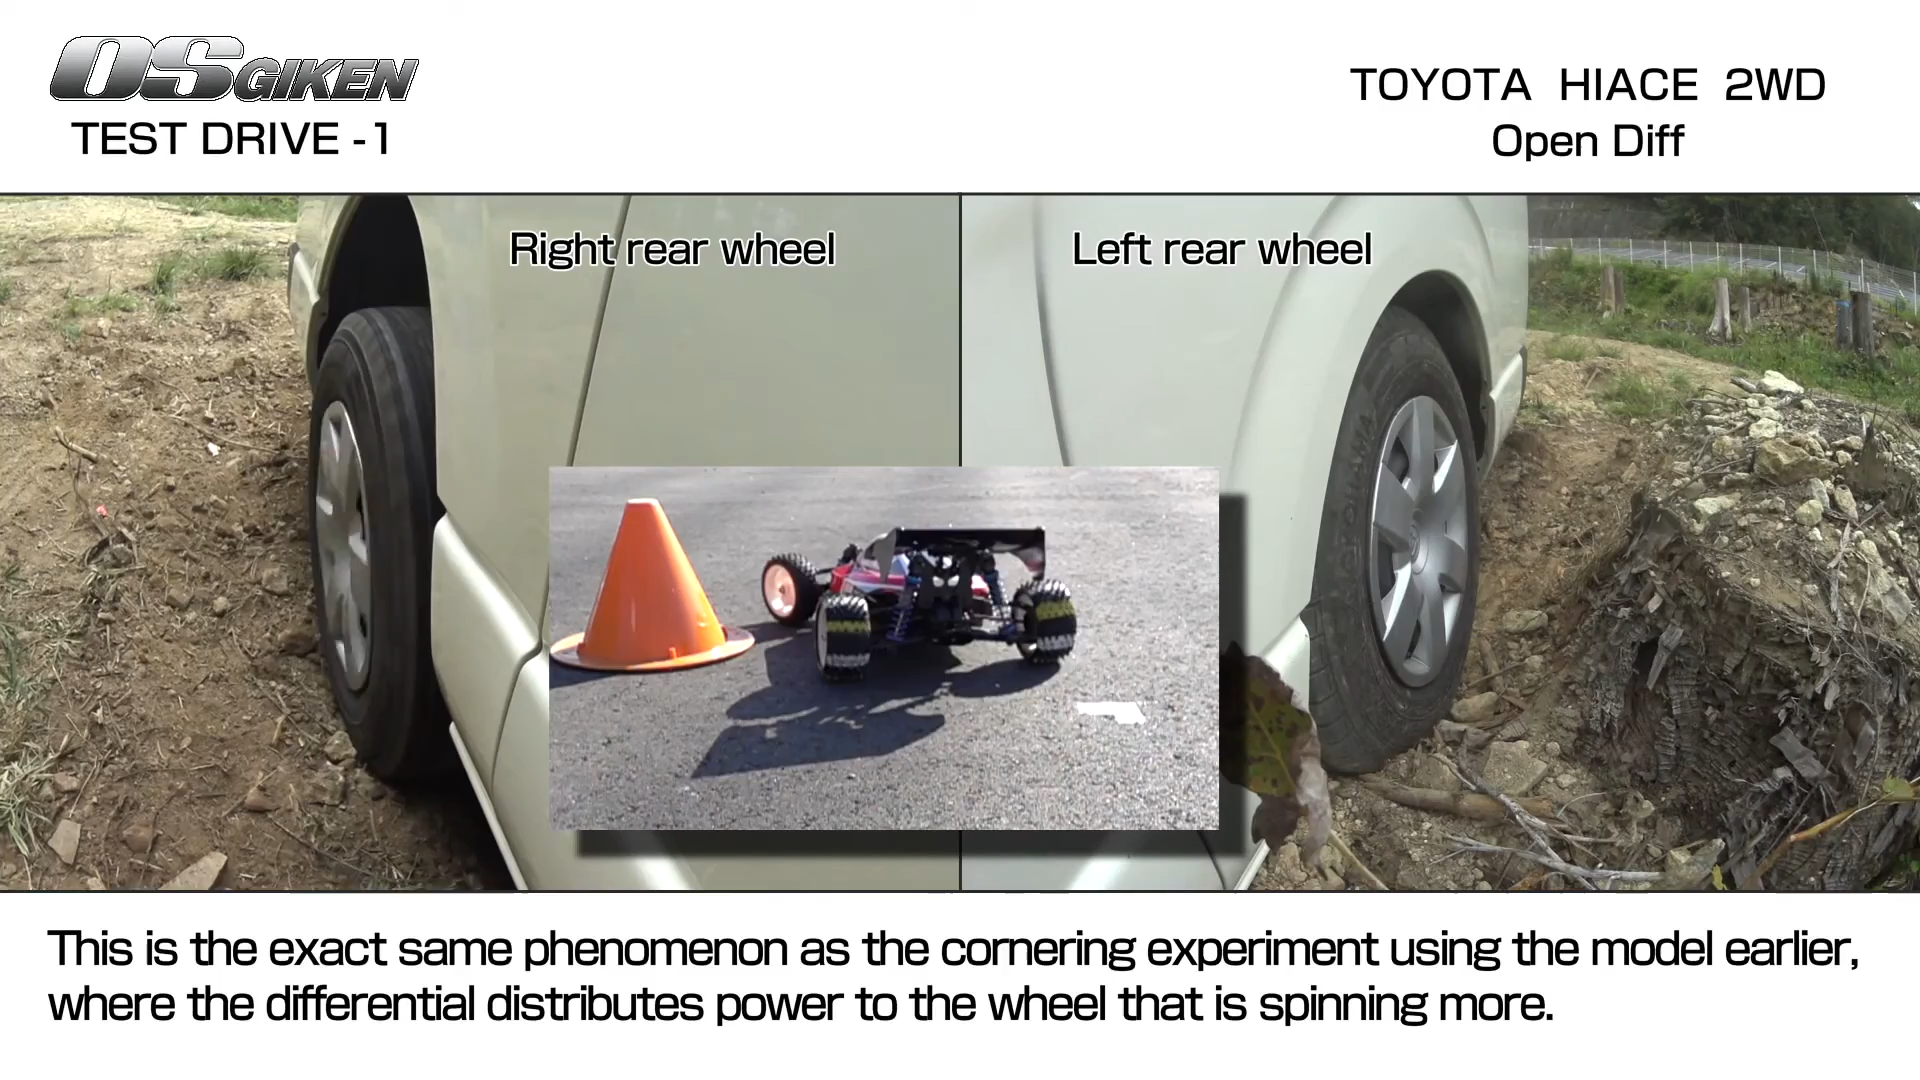 OS GIKEN
TEST DRIVE -1
TOYOTA HIACE 2WD
Open Diff
Right rear wheel
Left rear wheel
This is the exact same phenomenon as the cornering experiment using the model earlier,
where the differential distributes power to the wheel that is spinning more.